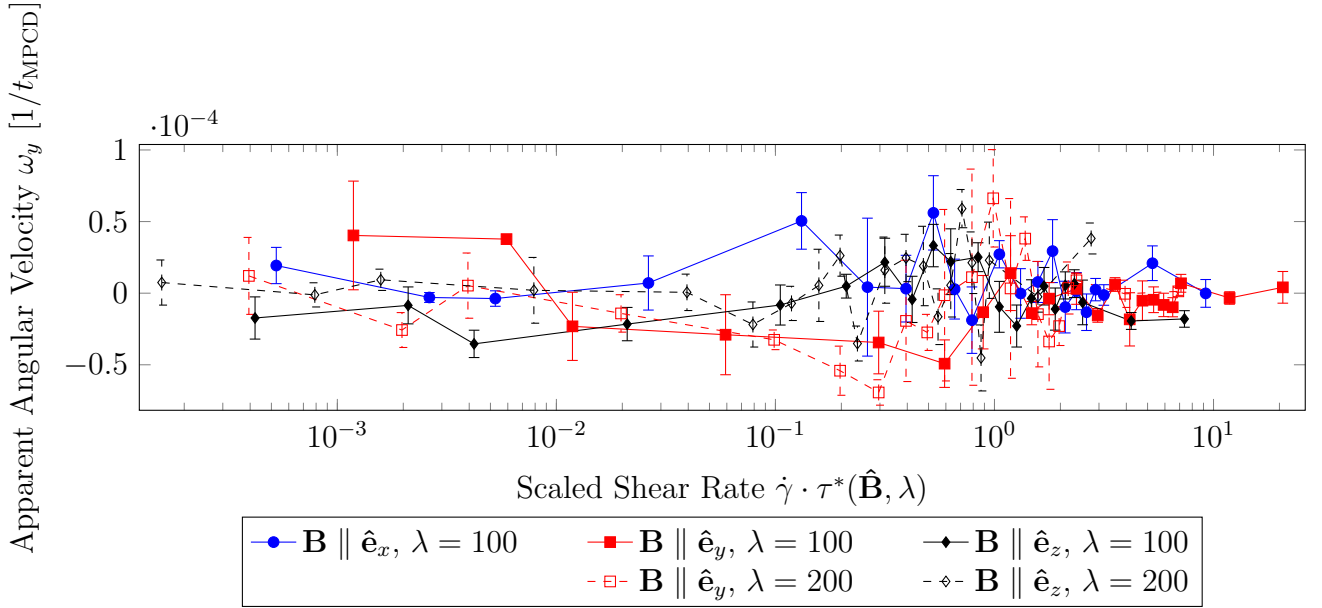 Apparent Angular Velocity ω_y [1/t_MPCD]
·10^−4
1
0.5
0
−0.5
10^−3 10^−2 10^−1 10^0 10^1
Scaled Shear Rate γ̇ · τ*(B̂, λ)
B ∥ ê_x, λ = 100 B ∥ ê_y, λ = 100 B ∥ ê_z, λ = 100
B ∥ ê_y, λ = 200 B ∥ ê_z, λ = 200